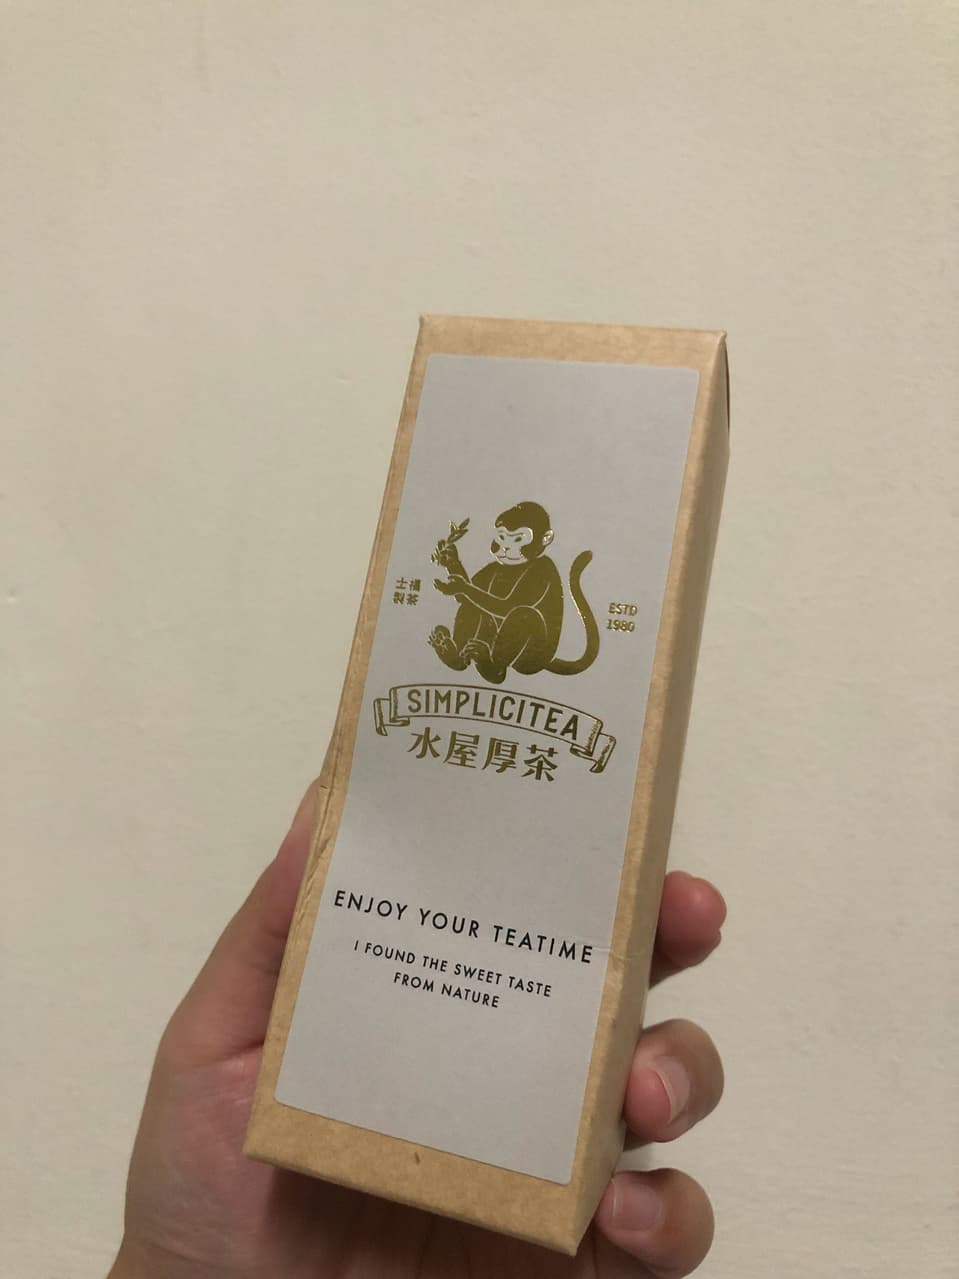 士福
製茶
ESTD
1980
SIMPLICITEA
水屋厚茶
ENJOY YOUR TEATIME
I FOUND THE SWEET TASTE
FROM NATURE